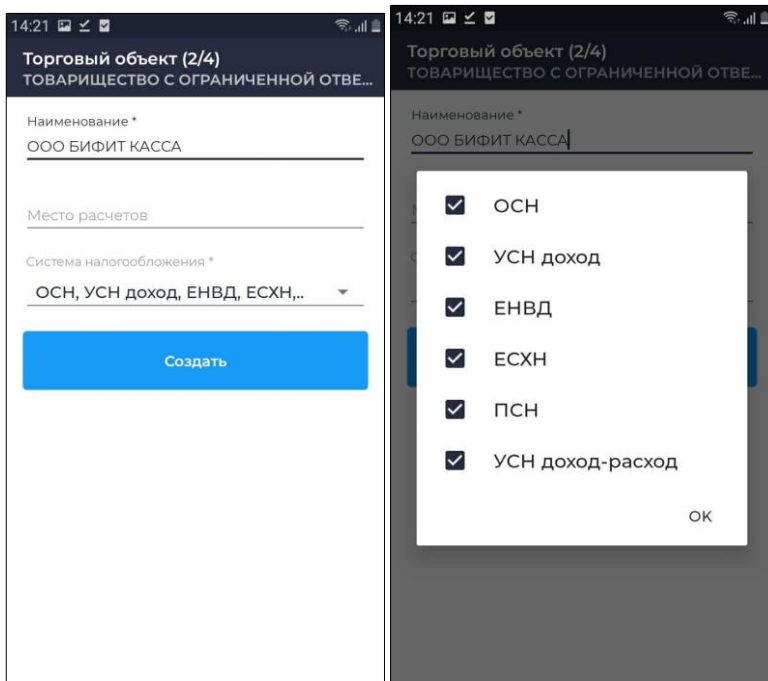 14:21
Торговый объект (2/4)
ТОВАРИЩЕСТВО С ОГРАНИЧЕННОЙ ОТВЕ...
Наименование *
ООО БИФИТ КАССА
Место расчетов
Система налогообложения *
ОСН, УСН доход, ЕНВД, ЕСХН,..
Создать
14:21
Торговый объект (2/4)
ТОВАРИЩЕСТВО С ОГРАНИЧЕННОЙ ОТВЕ...
Наименование *
ООО БИФИТ КАССА
ОСН
УСН доход
ЕНВД
ЕСХН
ПСН
УСН доход-расход
OK